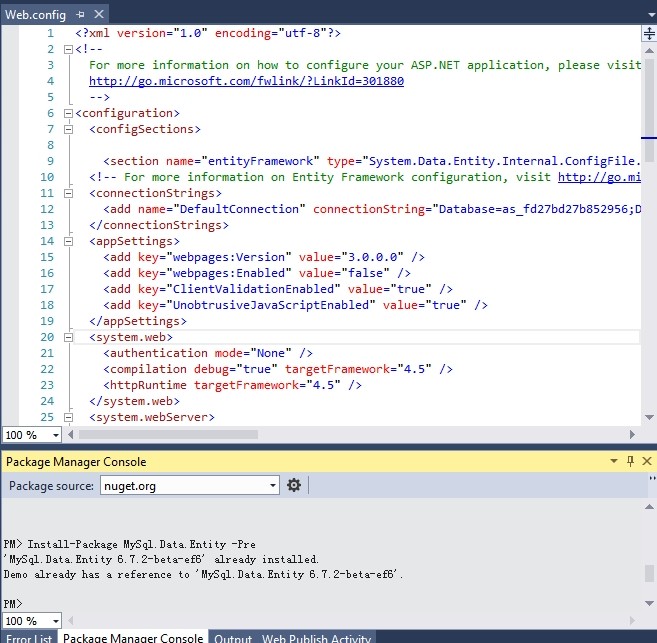 Web.config
1 <?xml version="1.0" encoding="utf-8"?>
2 <!--
3 For more information on how to configure your ASP.NET application, please visit
4 http://go.microsoft.com/fwlink/?LinkId=301880
5 -->
6 <configuration>
7 <configSections>
8
9 <section name="entityFramework" type="System.Data.Entity.Internal.ConfigFile.
10 <!-- For more information on Entity Framework configuration, visit http://go.mi
11 <connectionStrings>
12 <add name="DefaultConnection" connectionString="Database=as_fd27bd27b852956;D
13 </connectionStrings>
14 <appSettings>
15 <add key="webpages:Version" value="3.0.0.0" />
16 <add key="webpages:Enabled" value="false" />
17 <add key="ClientValidationEnabled" value="true" />
18 <add key="UnobtrusiveJavaScriptEnabled" value="true" />
19 </appSettings>
20 <system.web>
21 <authentication mode="None" />
22 <compilation debug="true" targetFramework="4.5" />
23 <httpRuntime targetFramework="4.5" />
24 </system.web>
25 <system.webServer>
100 %
Package Manager Console
Package source: nuget.org
PM> Install-Package MySql.Data.Entity -Pre
'MySql.Data.Entity 6.7.2-beta-ef6' already installed.
Demo already has a reference to 'MySql.Data.Entity 6.7.2-beta-ef6'.
PM>
100 %
Error List Package Manager Console Output Web Publish Activity